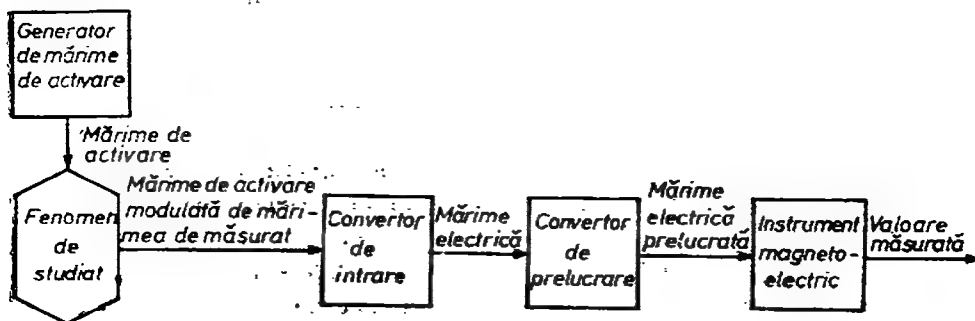 Generator
de mărime
de activare
Mărime de
activare
Fenomen
de
studiat
Mărime de activare
modulată de mări-
mea de măsurat
Convertor
de
intrare
Mărime
electrică
Convertor
de
prelucrare
Mărime
electrică
prelucrată
Instrument
magneto-
electric
Valoare
măsurată